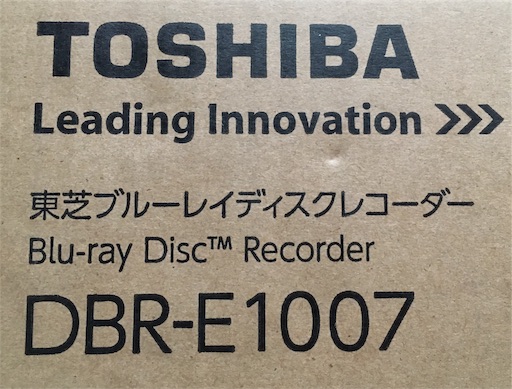 TOSHIBA
Leading Innovation >>>
東芝ブルーレイディスクレコーダー
Blu-ray Disc™ Recorder
DBR-E1007